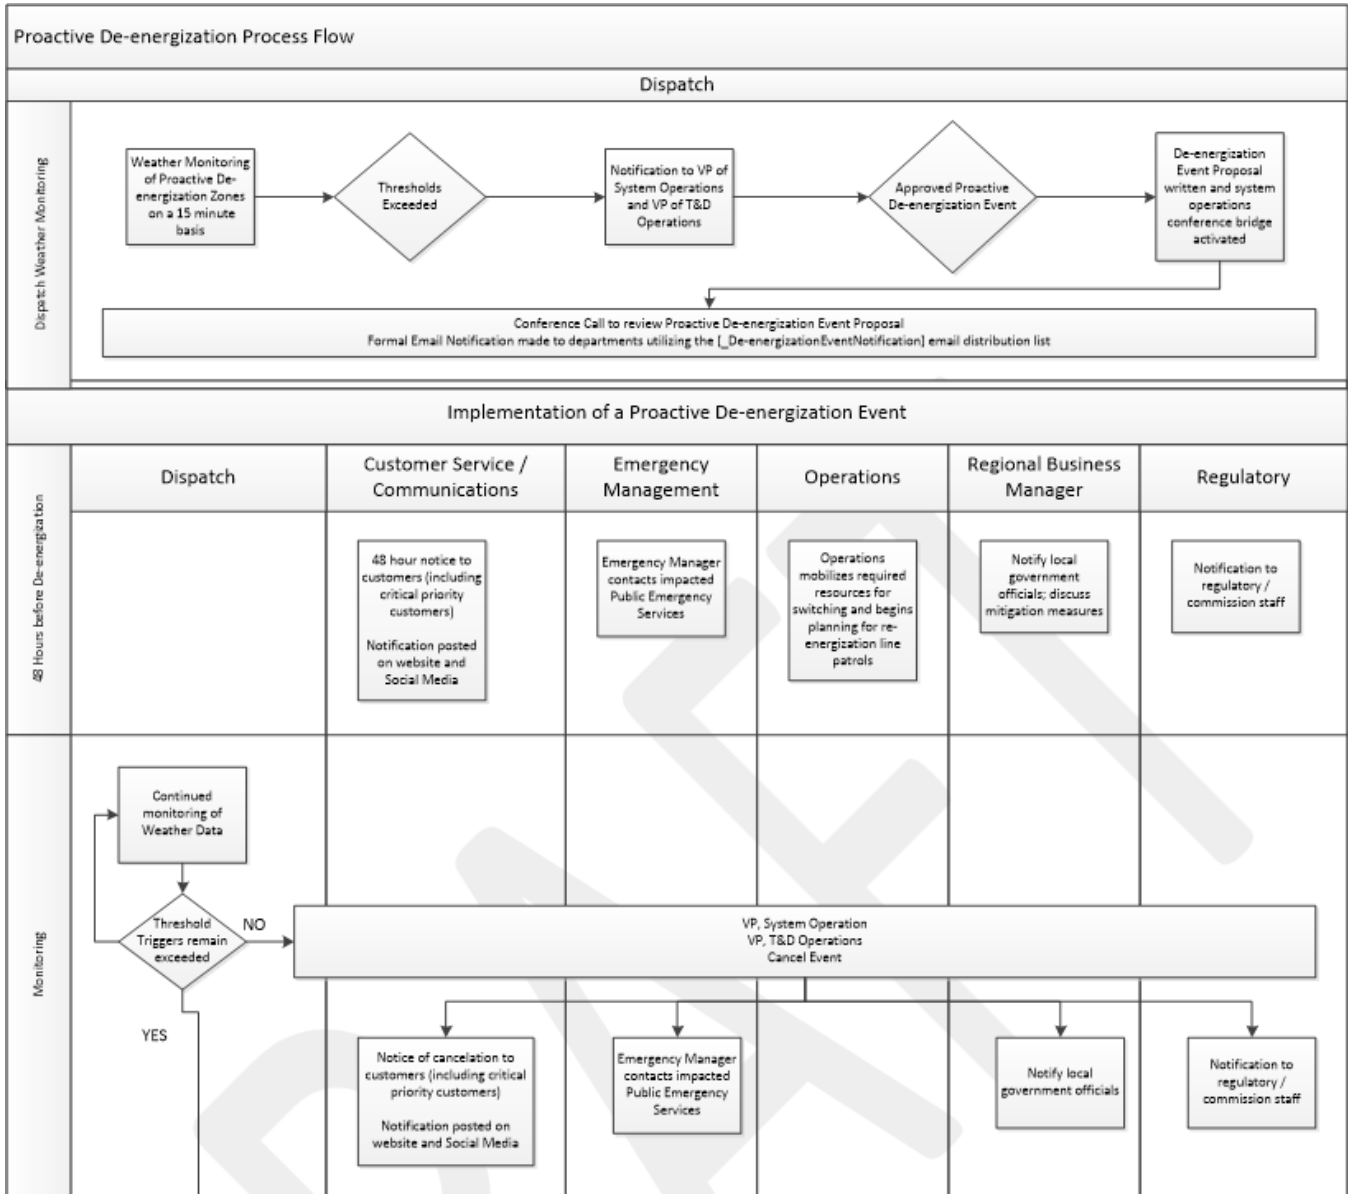 Proactive De-energization Process Flow
Dispatch
Dispatch Weather Monitoring
Weather Monitoring
of Proactive De-
energization Zones
on a 15 minute
basis
Thresholds
Exceeded
Notification to VP of
System Operations
and VP of T&D
Operations
Approved Proactive
De-energization Event
De-energization
Event Proposal
written and system
operations
conference bridge
activated
Conference Call to review Proactive De-energization Event Proposal
Formal Email Notification made to departments utilizing the [_De-energizationEventNotification] email distribution list
Implementation of a Proactive De-energization Event
48 Hours before De-energization
Dispatch
Customer Service /
Communications
Emergency
Management
Operations
Regional Business
Manager
Regulatory
48 hour notice to
customers (including
critical priority
customers)
Notification posted
on website and
Social Media
Emergency Manager
contacts impacted
Public Emergency
Services
Operations
mobilizes required
resources for
switching and begins
planning for re-
energization line
patrols
Notify local
government
officials; discuss
mitigation measures
Notification to
regulatory /
commission staff
Monitoring
Continued
monitoring of
Weather Data
Threshold
Triggers remain
exceeded
NO
YES
VP, System Operation
VP, T&D Operations
Cancel Event
Notice of cancelation to
customers (including critical
priority customers)
Notification posted on
website and Social Media
Emergency Manager
contacts impacted
Public Emergency
Services
Notify local
government officials
Notification to
regulatory /
commission staff
DRAFT